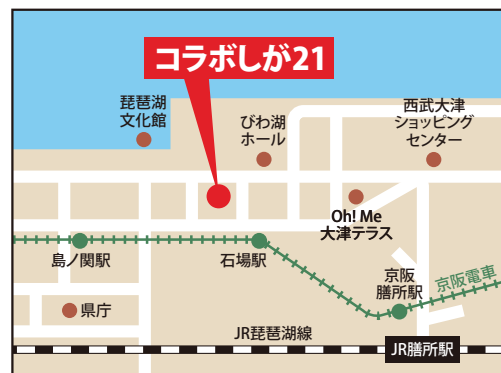 コラボしが21
琵琶湖
文化館
びわ湖
ホール
西武大津
ショッピング
センター
Oh! Me
大津テラス
島ノ関駅
石場駅
京阪
膳所駅
京阪電車
県庁
JR琵琶湖線
JR膳所駅